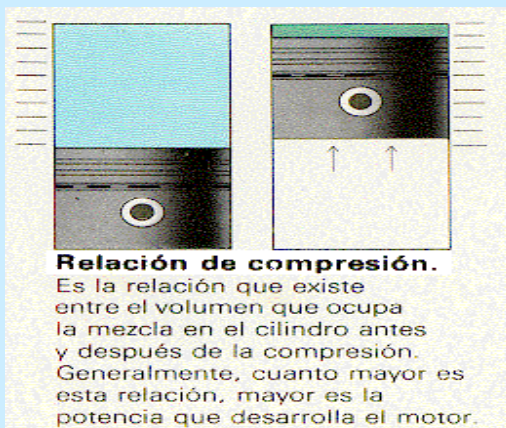 Relación de compresión.
Es la relación que existe
entre el volumen que ocupa
la mezcla en el cilindro antes
y después de la compresión.
Generalmente, cuanto mayor es
esta relación, mayor es la
potencia que desarrolla el motor.